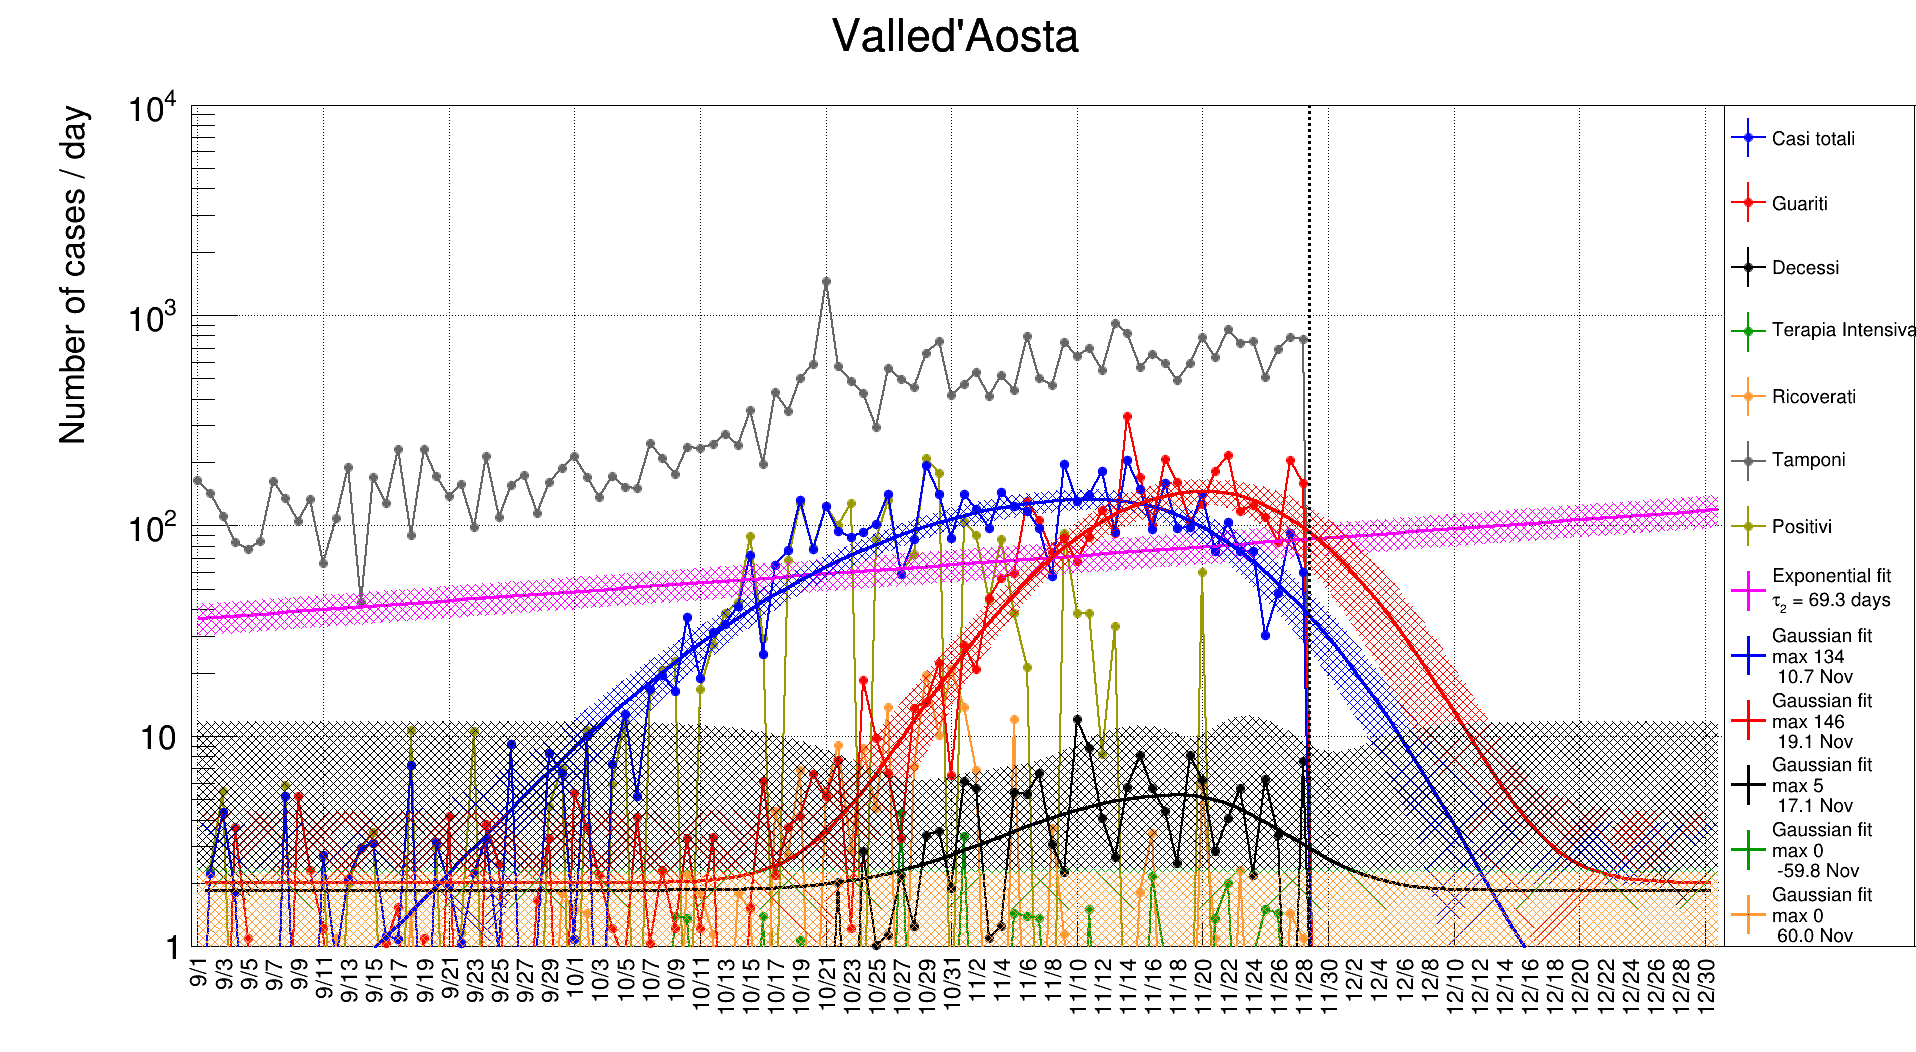 Valled'Aosta
Number of cases / day
10^4
10^3
10^2
10
1
9/1 9/3 9/5 9/7 9/9 9/11 9/13 9/15 9/17 9/19 9/21 9/23 9/25 9/27 9/29 10/1 10/3 10/5 10/7 10/9 10/11 10/13 10/15 10/17 10/19 10/21 10/23 10/25 10/27 10/29 10/31 11/2 11/4 11/6 11/8 11/10 11/12 11/14 11/16 11/18 11/20 11/22 11/24 11/26 11/28 11/30 12/2 12/4 12/6 12/8 12/10 12/12 12/14 12/16 12/18 12/20 12/22 12/24 12/26 12/28 12/30
Casi totali
Guariti
Decessi
Terapia Intensiva
Ricoverati
Tamponi
Positivi
Exponential fit
τ₂ = 69.3 days
Gaussian fit
max 134
10.7 Nov
Gaussian fit
max 146
19.1 Nov
Gaussian fit
max 5
17.1 Nov
Gaussian fit
max 0
-59.8 Nov
Gaussian fit
max 0
60.0 Nov